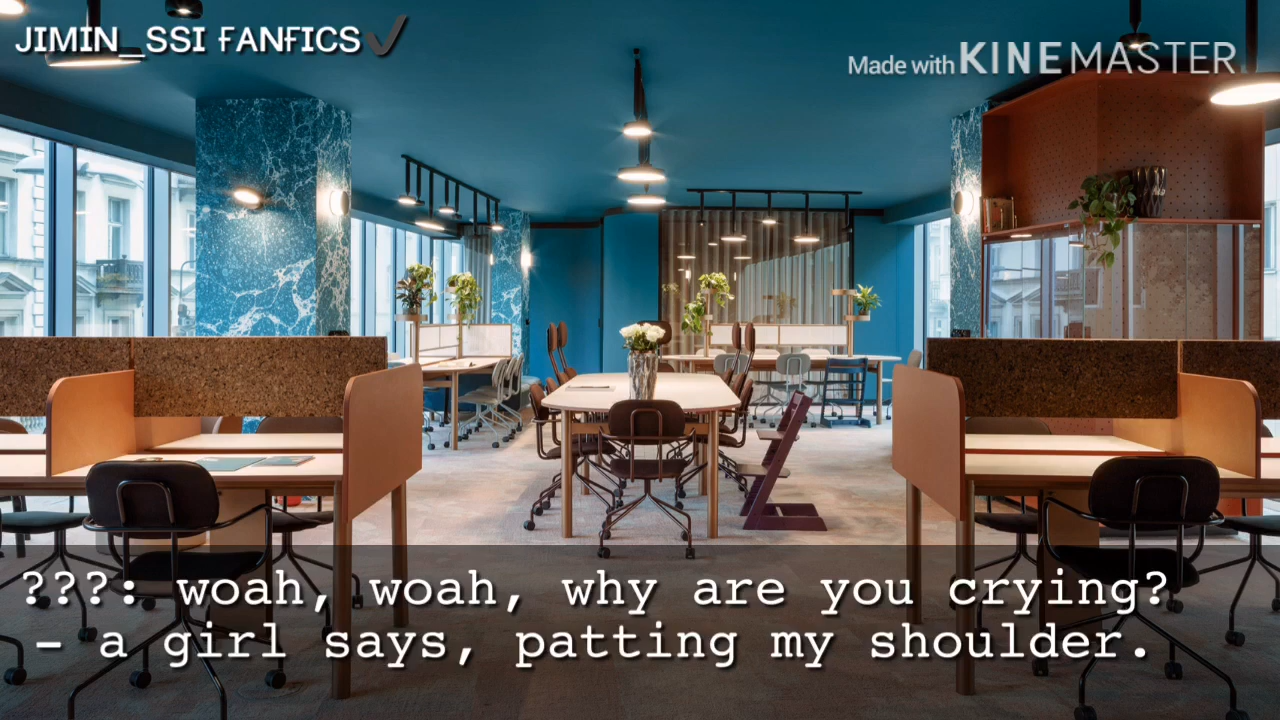 JIMIN_SSI FANFICS✓
Made with KINEMASTER
???: woah, woah, why are you crying?
- a girl says, patting my shoulder.